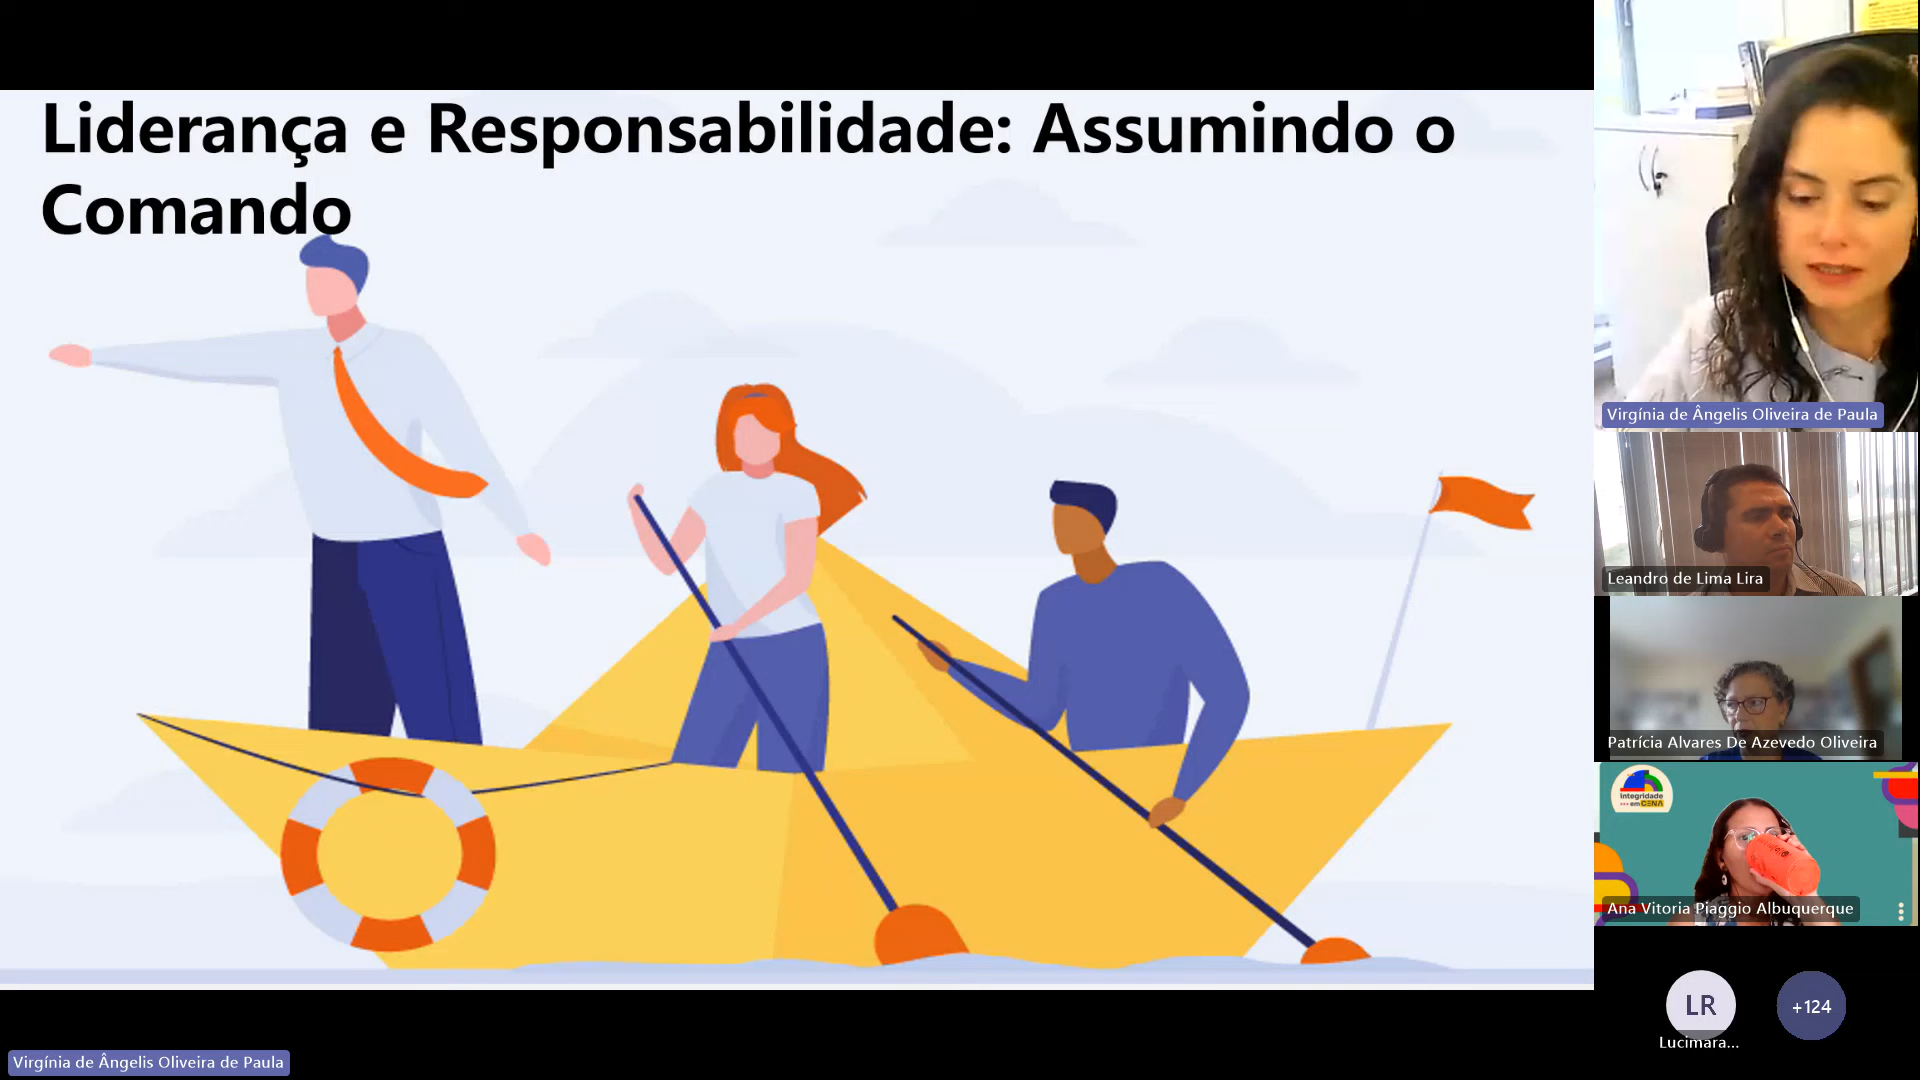 Liderança e Responsabilidade: Assumindo o
Comando
Virgínia de Ângelis Oliveira de Paula
Leandro de Lima Lira
Patrícia Alvares De Azevedo Oliveira
Integridade
em CENA
Ana Vitoria Piaggio Albuquerque
LR
+124
Lucimara...
Virgínia de Ângelis Oliveira de Paula